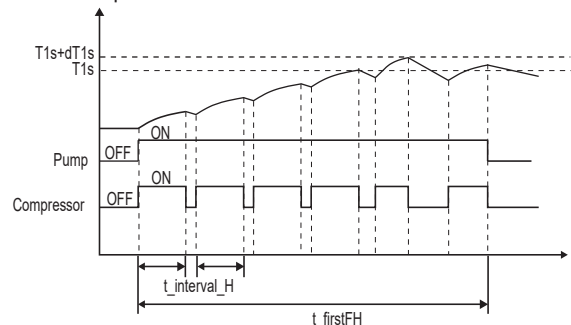 T1s+dT1s
T1s
ON
Pump OFF
ON
Compressor OFF
t_interval_H
t_firstFH